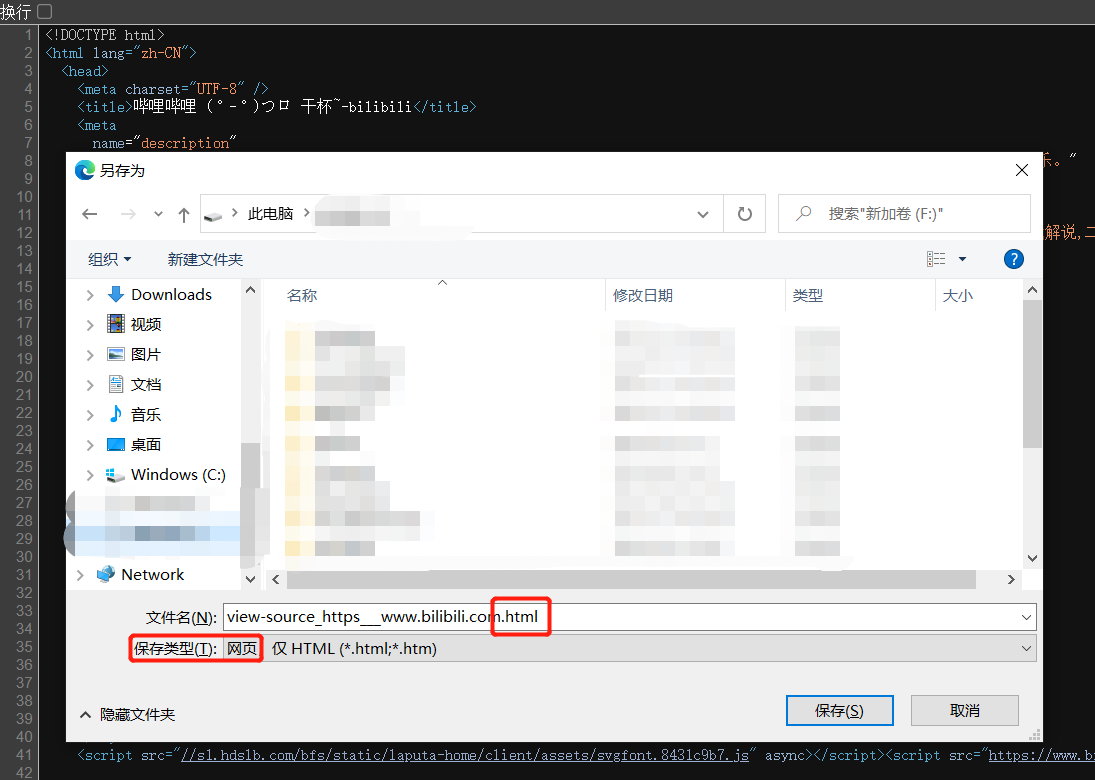 换行
1 <!DOCTYPE html>
2 <html lang="zh-CN">
3 <head>
4 <meta charset="UTF-8" />
5 <title>哔哩哔哩 (゜-゜)つロ 干杯~-bilibili</title>
6 <meta
7 name="description"
8 乐。"
9
10
11
12 解说,二
13
14
15
16
17
18
19
20
21
22
23
24
25
26
27
28
29
30
31
32
33
34
35
36
37
38
39
40
41 <script src="//s1.hdslb.com/bfs/static/laputa-home/client/assets/svgfont.8431c9b7.js" async></script><script src="https://www.bi
42
另存为
此电脑
搜索"新加卷 (F:)"
组织
新建文件夹
?
名称 修改日期 类型 大小
Downloads
视频
图片
文档
音乐
桌面
Windows (C:)
Network
文件名(N): view-source_https___www.bilibili.com.html
保存类型(T): 网页 仅 HTML (*.html;*.htm)
隐藏文件夹
保存(S)
取消